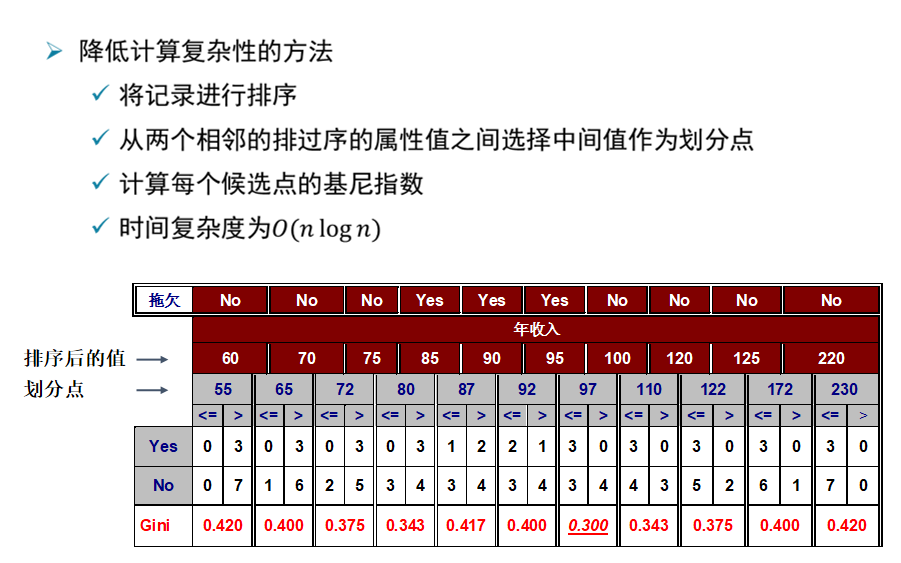 降低计算复杂性的方法
将记录进行排序
从两个相邻的排过序的属性值之间选择中间值作为划分点
计算每个候选点的基尼指数
时间复杂度为O(n log n)
拖欠 No No No Yes Yes Yes No No No No
年收入
排序后的值 60 70 75 85 90 95 100 120 125 220
划分点 55 65 72 80 87 92 97 110 122 172 230
<= > <= > <= > <= > <= > <= > <= > <= > <= > <= > <= >
Yes 0 3 0 3 0 3 0 3 1 2 2 1 3 0 3 0 3 0 3 0 3 0
No 0 7 1 6 2 5 3 4 3 4 3 4 3 4 4 3 5 2 6 1 7 0
Gini 0.420 0.400 0.375 0.343 0.417 0.400 0.300 0.343 0.375 0.400 0.420